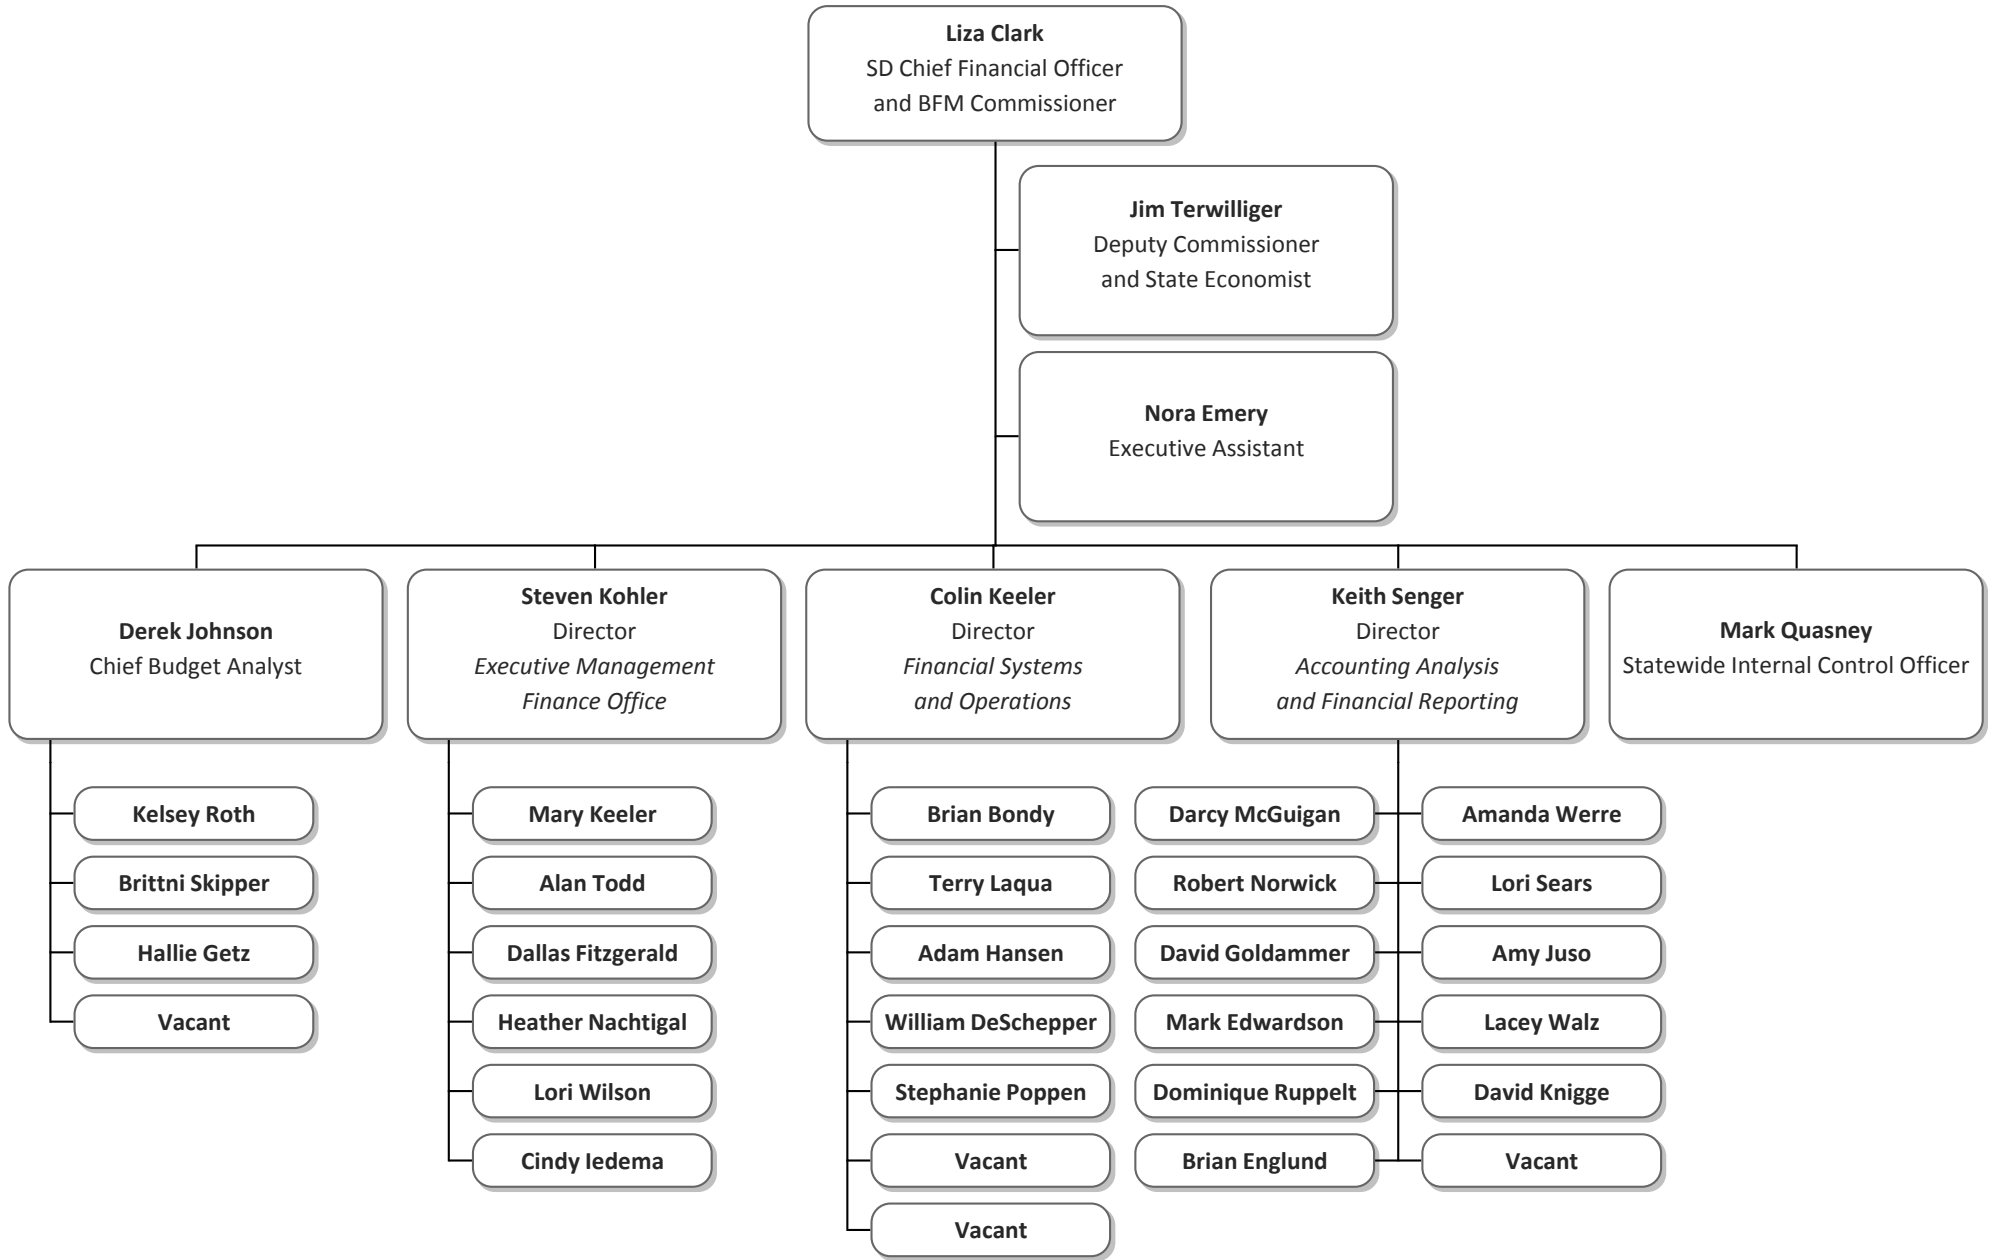 Liza Clark
SD Chief Financial Officer
and BFM Commissioner
Jim Terwilliger
Deputy Commissioner
and State Economist
Nora Emery
Executive Assistant
Derek Johnson
Chief Budget Analyst
Steven Kohler
Director
Executive Management
Finance Office
Colin Keeler
Director
Financial Systems
and Operations
Keith Senger
Director
Accounting Analysis
and Financial Reporting
Mark Quasney
Statewide Internal Control Officer
Kelsey Roth
Brittni Skipper
Hallie Getz
Vacant
Mary Keeler
Alan Todd
Dallas Fitzgerald
Heather Nachtigal
Lori Wilson
Cindy Iedema
Brian Bondy
Terry Laqua
Adam Hansen
William DeSchepper
Stephanie Poppen
Vacant
Vacant
Darcy McGuigan
Robert Norwick
David Goldammer
Mark Edwardson
Dominique Ruppelt
Brian Englund
Amanda Werre
Lori Sears
Amy Juso
Lacey Walz
David Knigge
Vacant